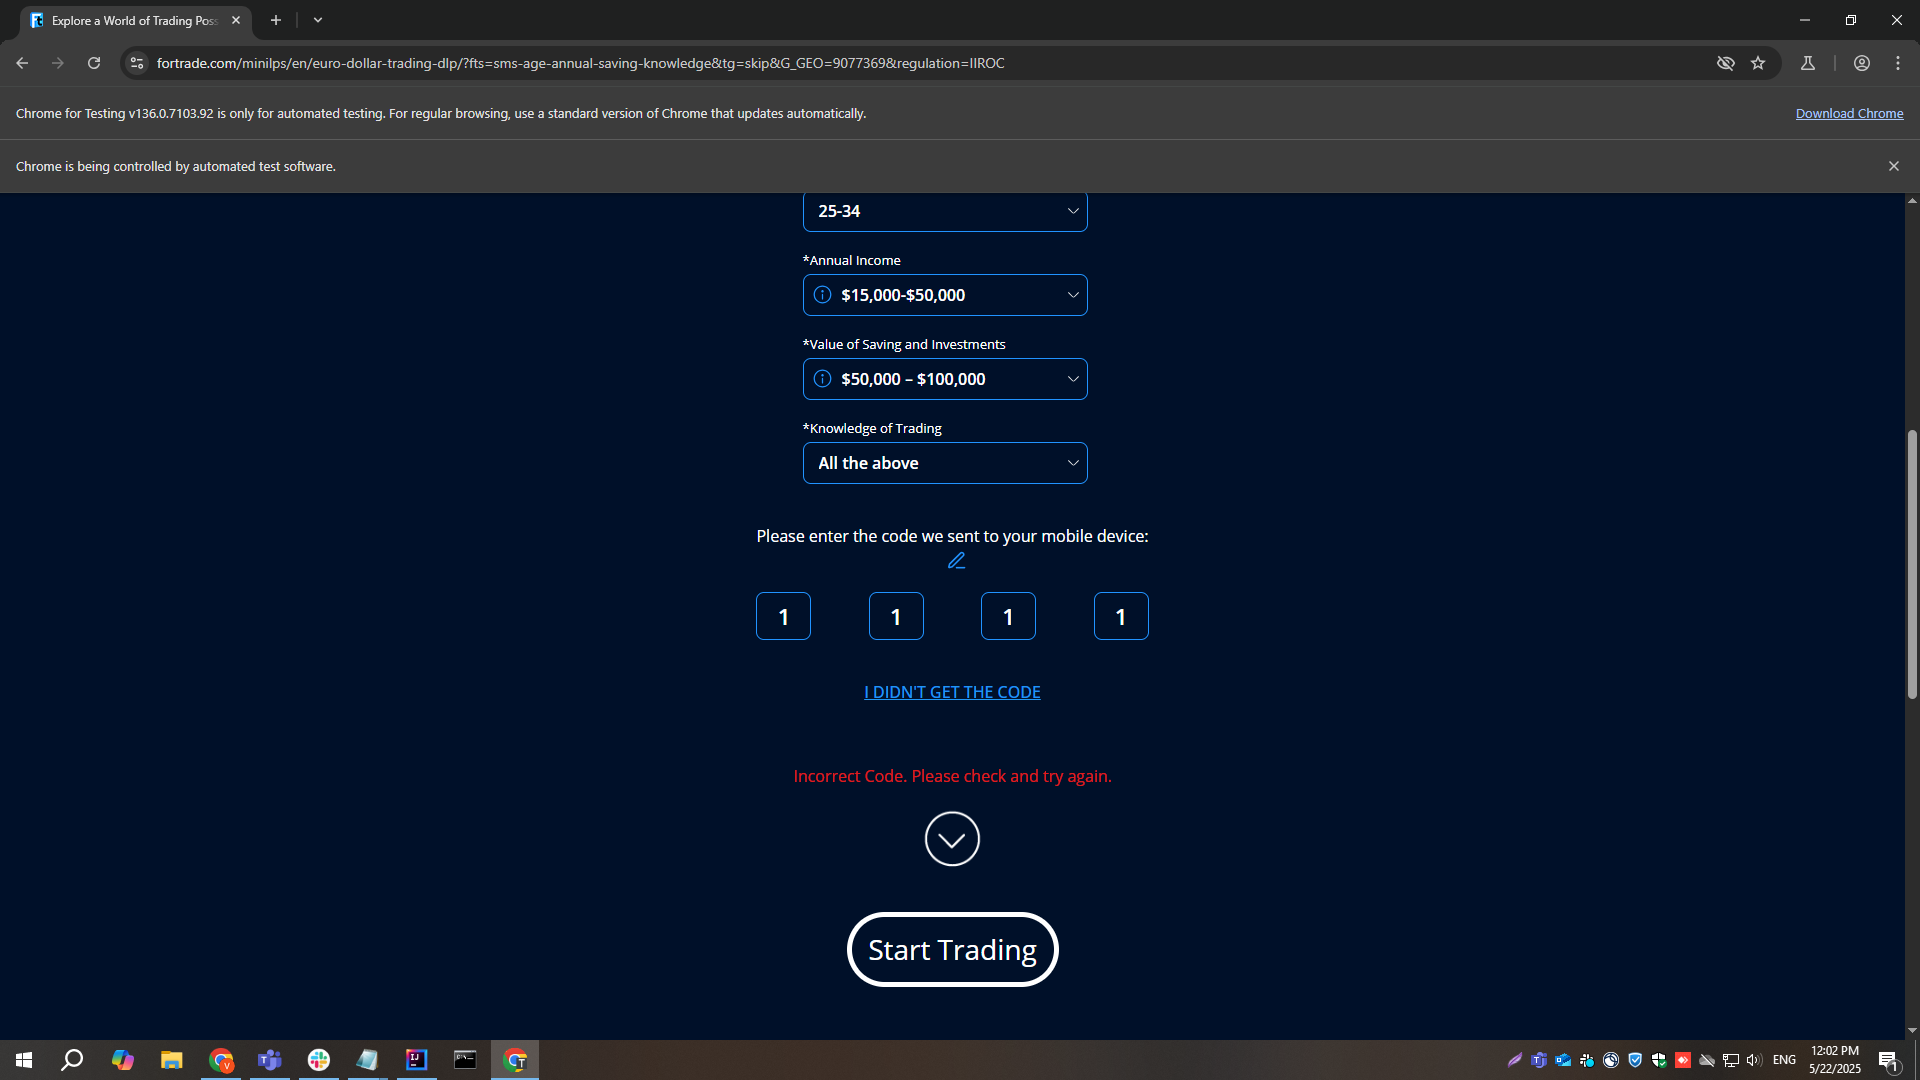 Explore a World of Trading Pos
fortrade.com/minilps/en/euro-dollar-trading-dlp/?fts=sms-age-annual-saving-knowledge&tg=skip&G_GEO=9077369&regulation=IIROC
Chrome for Testing v136.0.7103.92 is only for automated testing. For regular browsing, use a standard version of Chrome that updates automatically.
Download Chrome
Chrome is being controlled by automated test software.
25-34
*Annual Income
$15,000-$50,000
*Value of Saving and Investments
$50,000 – $100,000
*Knowledge of Trading
All the above
Please enter the code we sent to your mobile device:
1 1 1 1
I DIDN'T GET THE CODE
Incorrect Code. Please check and try again.
Start Trading
ENG
12:02 PM
5/22/2025
1